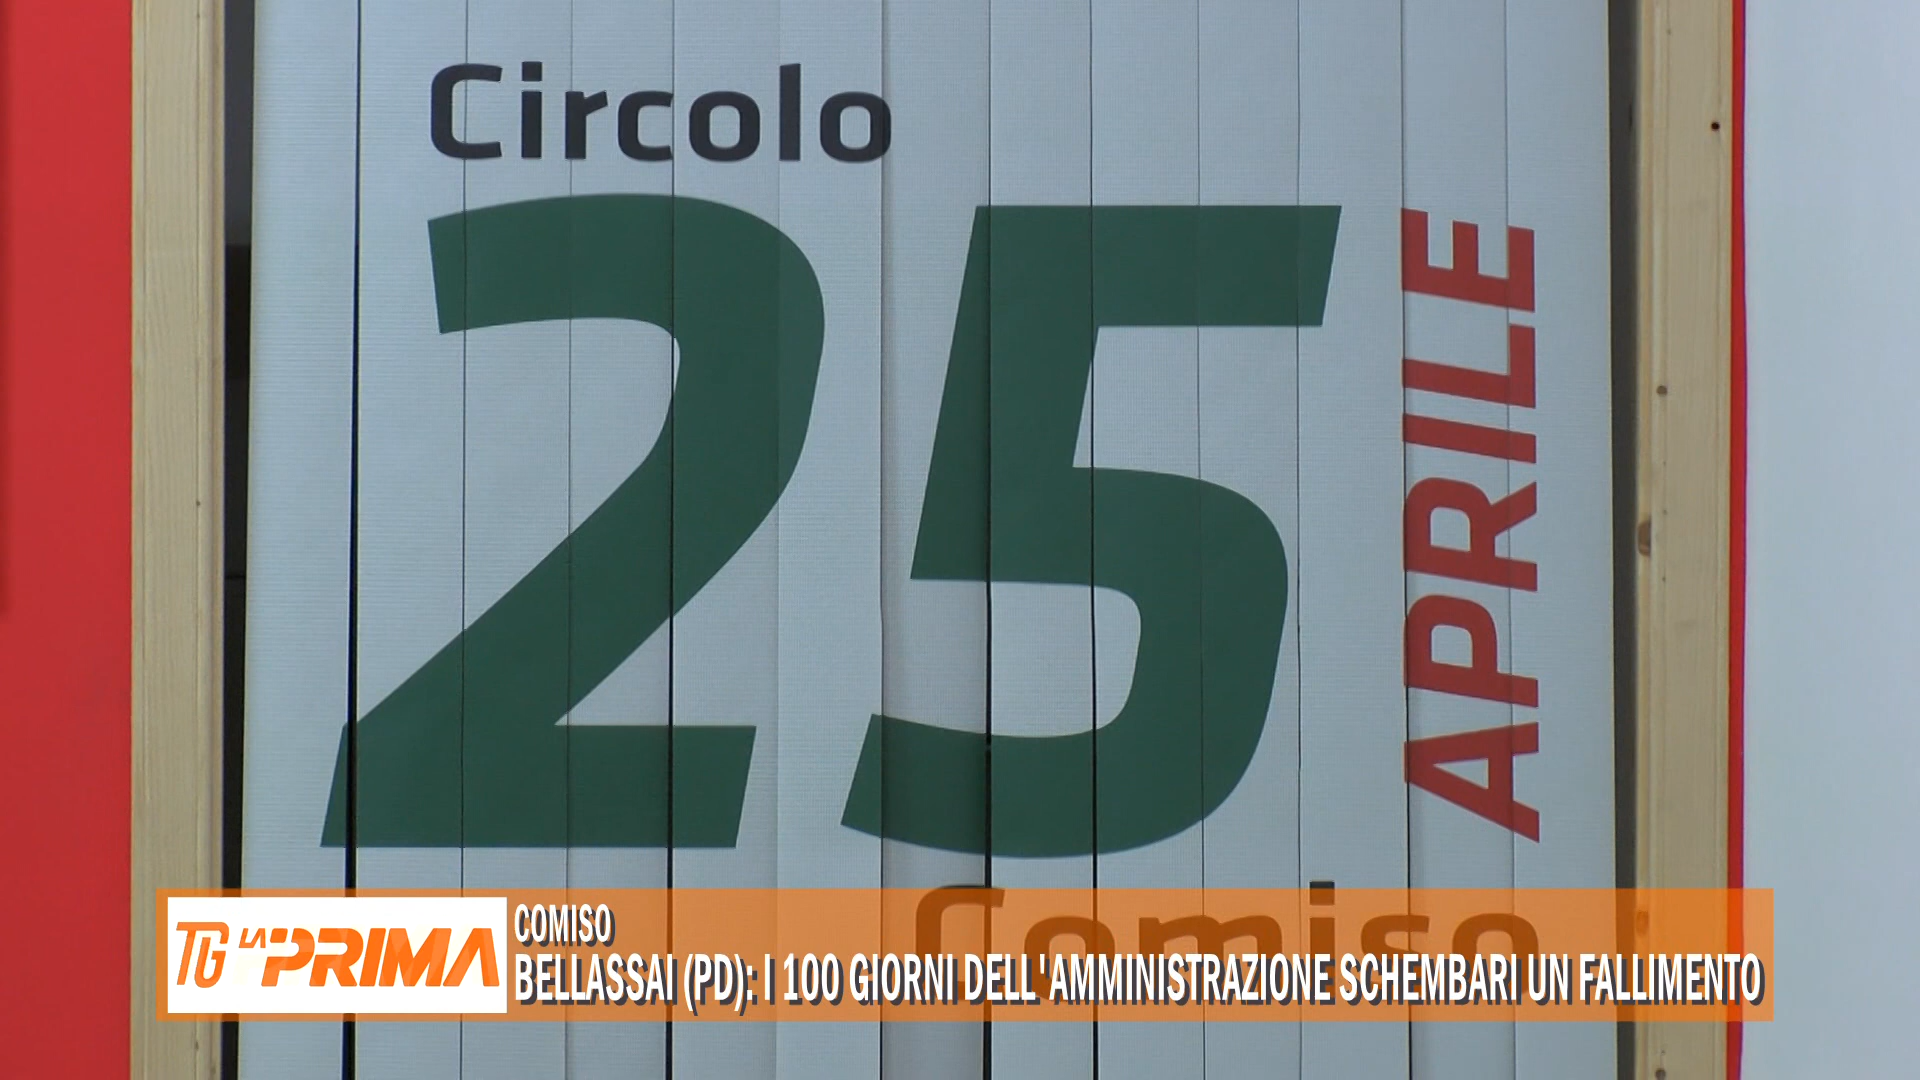 Circolo
25
APRILE
Comiso
TG LA PRIMA
COMISO
BELLASSAI (PD): I 100 GIORNI DELL'AMMINISTRAZIONE SCHEMBARI UN FALLIMENTO